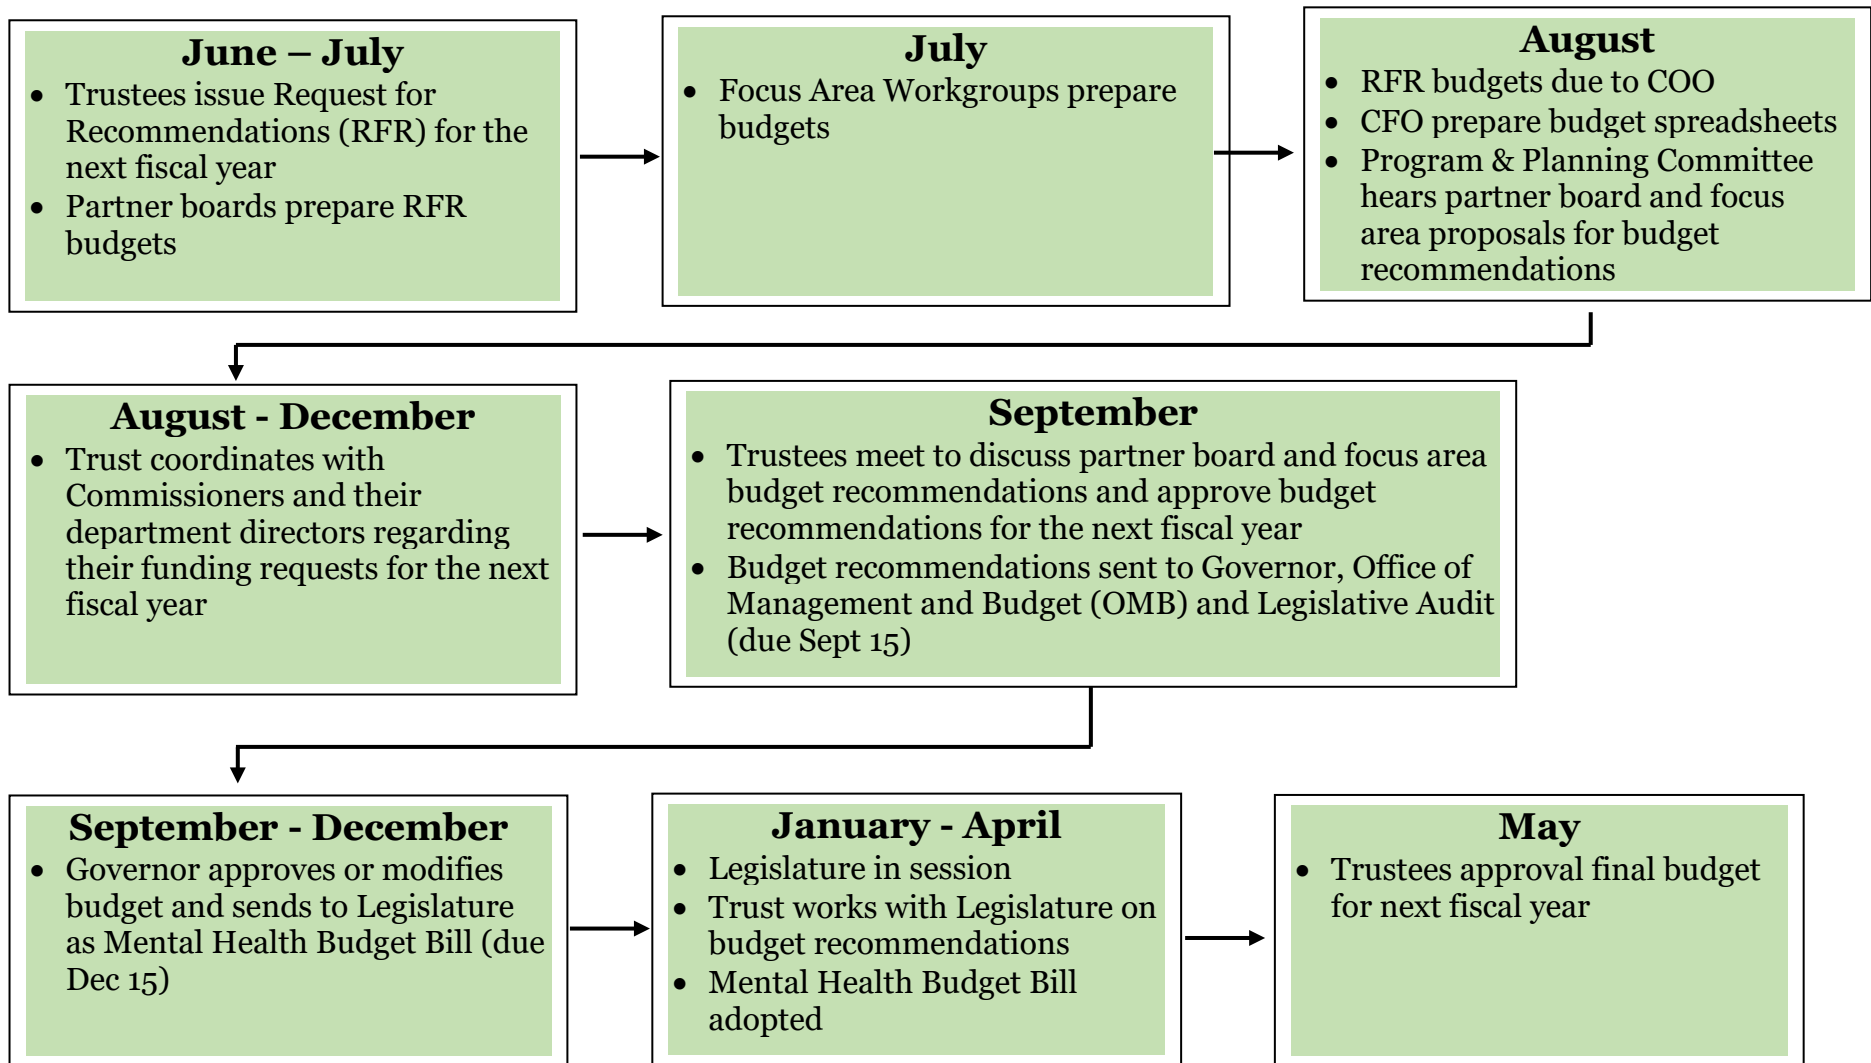 June – July
• Trustees issue Request for
Recommendations (RFR) for the
next fiscal year
• Partner boards prepare RFR
budgets
July
• Focus Area Workgroups prepare
budgets
August
• RFR budgets due to COO
• CFO prepare budget spreadsheets
• Program & Planning Committee
hears partner board and focus
area proposals for budget
recommendations
August - December
• Trust coordinates with
Commissioners and their
department directors regarding
their funding requests for the next
fiscal year
September
• Trustees meet to discuss partner board and focus area
budget recommendations and approve budget
recommendations for the next fiscal year
• Budget recommendations sent to Governor, Office of
Management and Budget (OMB) and Legislative Audit
(due Sept 15)
September - December
• Governor approves or modifies
budget and sends to Legislature
as Mental Health Budget Bill (due
Dec 15)
January - April
• Legislature in session
• Trust works with Legislature on
budget recommendations
• Mental Health Budget Bill
adopted
May
• Trustees approval final budget
for next fiscal year